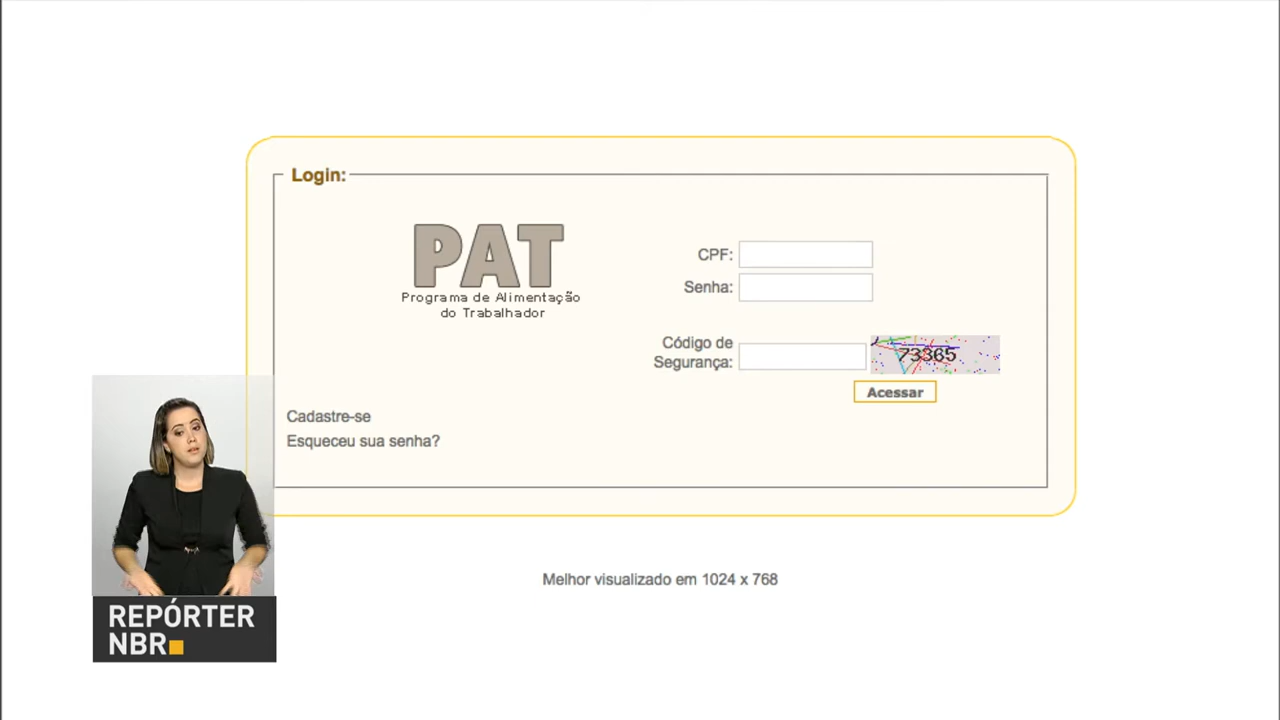 Login:
PAT
Programa de Alimentação
do Trabalhador
CPF:
Senha:
Código de
Segurança:
73365
Acessar
Cadastre-se
Esqueceu sua senha?
Melhor visualizado em 1024 x 768
REPÓRTER
NBR